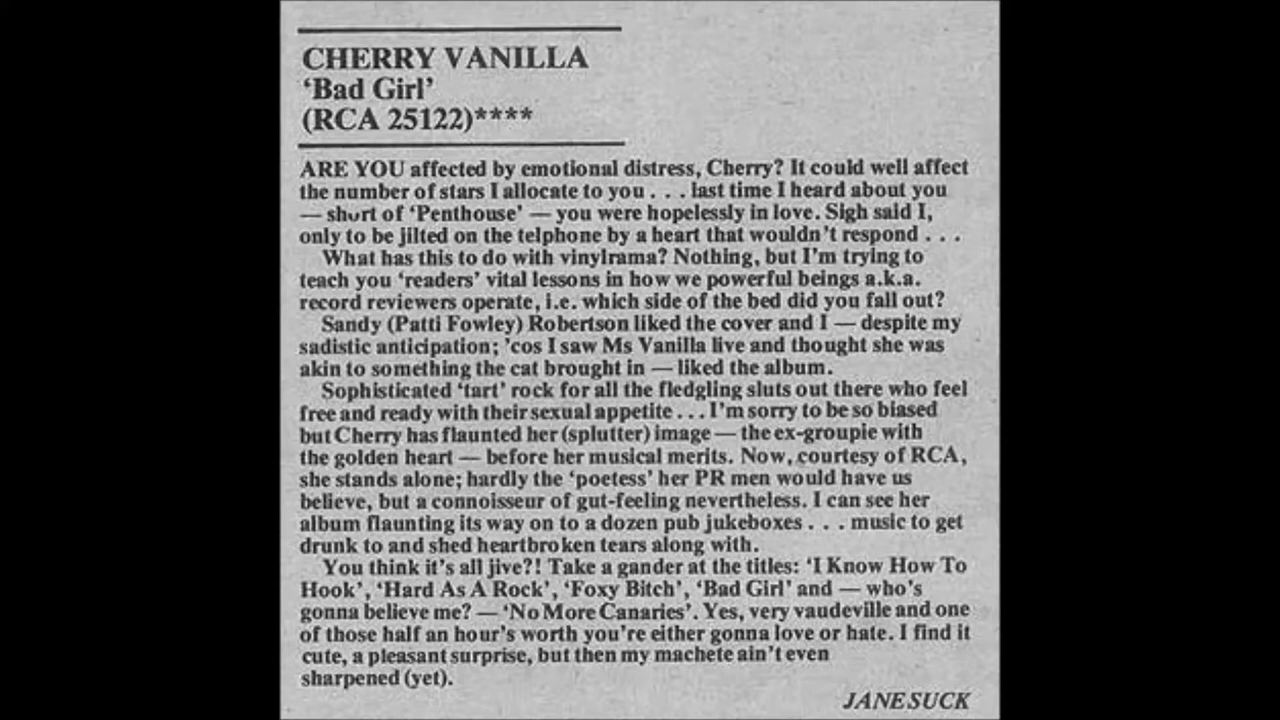 CHERRY VANILLA
‘Bad Girl’
(RCA 25122)****
ARE YOU affected by emotional distress, Cherry? It could well affect
the number of stars I allocate to you . . . last time I heard about you
— short of ‘Penthouse’ — you were hopelessly in love. Sigh said I,
only to be jilted on the telphone by a heart that wouldn’t respond . . .
What has this to do with vinylrama? Nothing, but I’m trying to
teach you ‘readers’ vital lessons in how we powerful beings a.k.a.
record reviewers operate, i.e. which side of the bed did you fall out?
Sandy (Patti Fowley) Robertson liked the cover and I — despite my
sadistic anticipation; ’cos I saw Ms Vanilla live and thought she was
akin to something the cat brought in — liked the album.
Sophisticated ‘tart’ rock for all the fledgling sluts out there who feel
free and ready with their sexual appetite . . . I’m sorry to be so biased
but Cherry has flaunted her (splutter) image — the ex-groupie with
the golden heart — before her musical merits. Now, courtesy of RCA,
she stands alone; hardly the ‘poetess’ her PR men would have us
believe, but a connoisseur of gut-feeling nevertheless. I can see her
album flaunting its way on to a dozen pub jukeboxes . . . music to get
drunk to and shed heartbroken tears along with.
You think it’s all jive?! Take a gander at the titles: ‘I Know How To
Hook’, ‘Hard As A Rock’, ‘Foxy Bitch’, ‘Bad Girl’ and — who’s
gonna believe me? — ‘No More Canaries’. Yes, very vaudeville and one
of those half an hour’s worth you’re either gonna love or hate. I find it
cute, a pleasant surprise, but then my machete ain’t even
sharpened (yet).
JANE SUCK